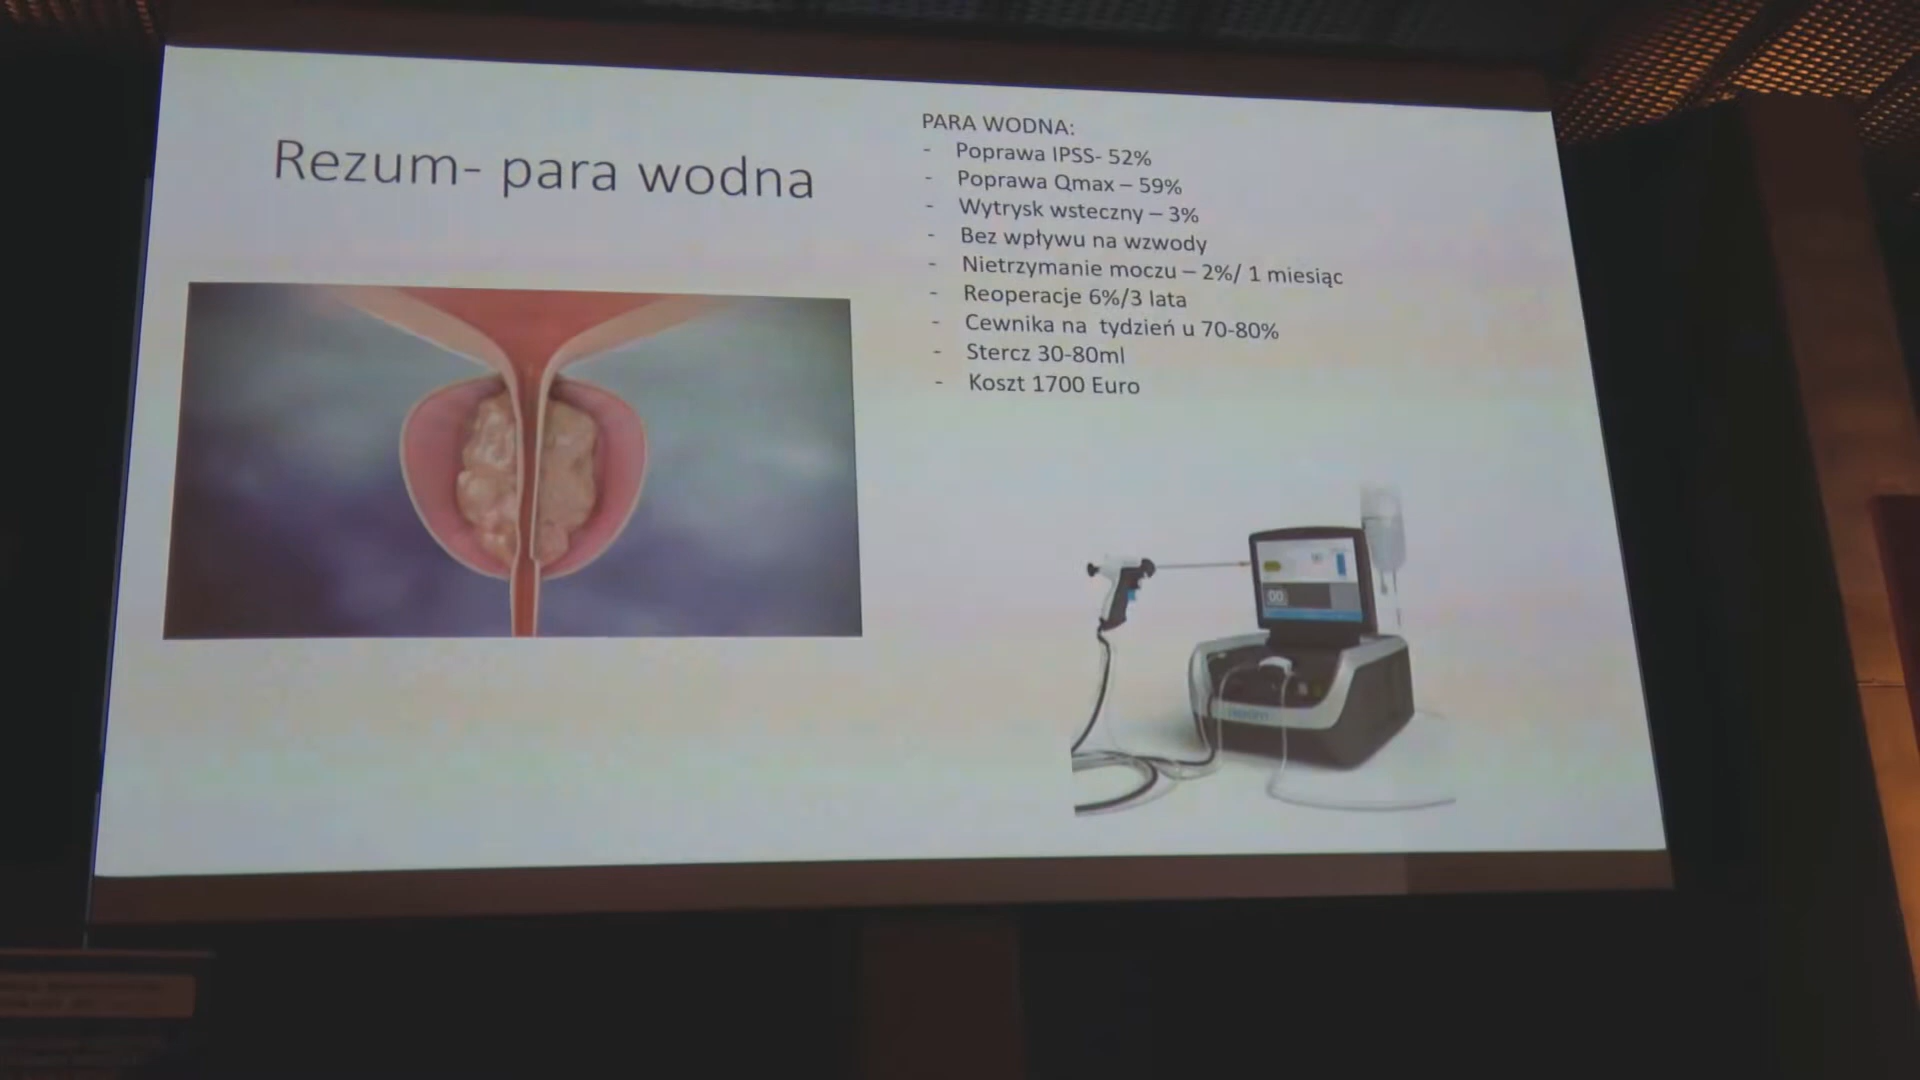 Rezum- para wodna
PARA WODNA:
- Poprawa IPSS- 52%
- Poprawa Qmax – 59%
- Wytrysk wsteczny – 3%
- Bez wpływu na wzwody
- Nietrzymanie moczu – 2%/ 1 miesiąc
- Reoperacje 6%/3 lata
- Cewnika na tydzień u 70-80%
- Stercz 30-80ml
- Koszt 1700 Euro
00